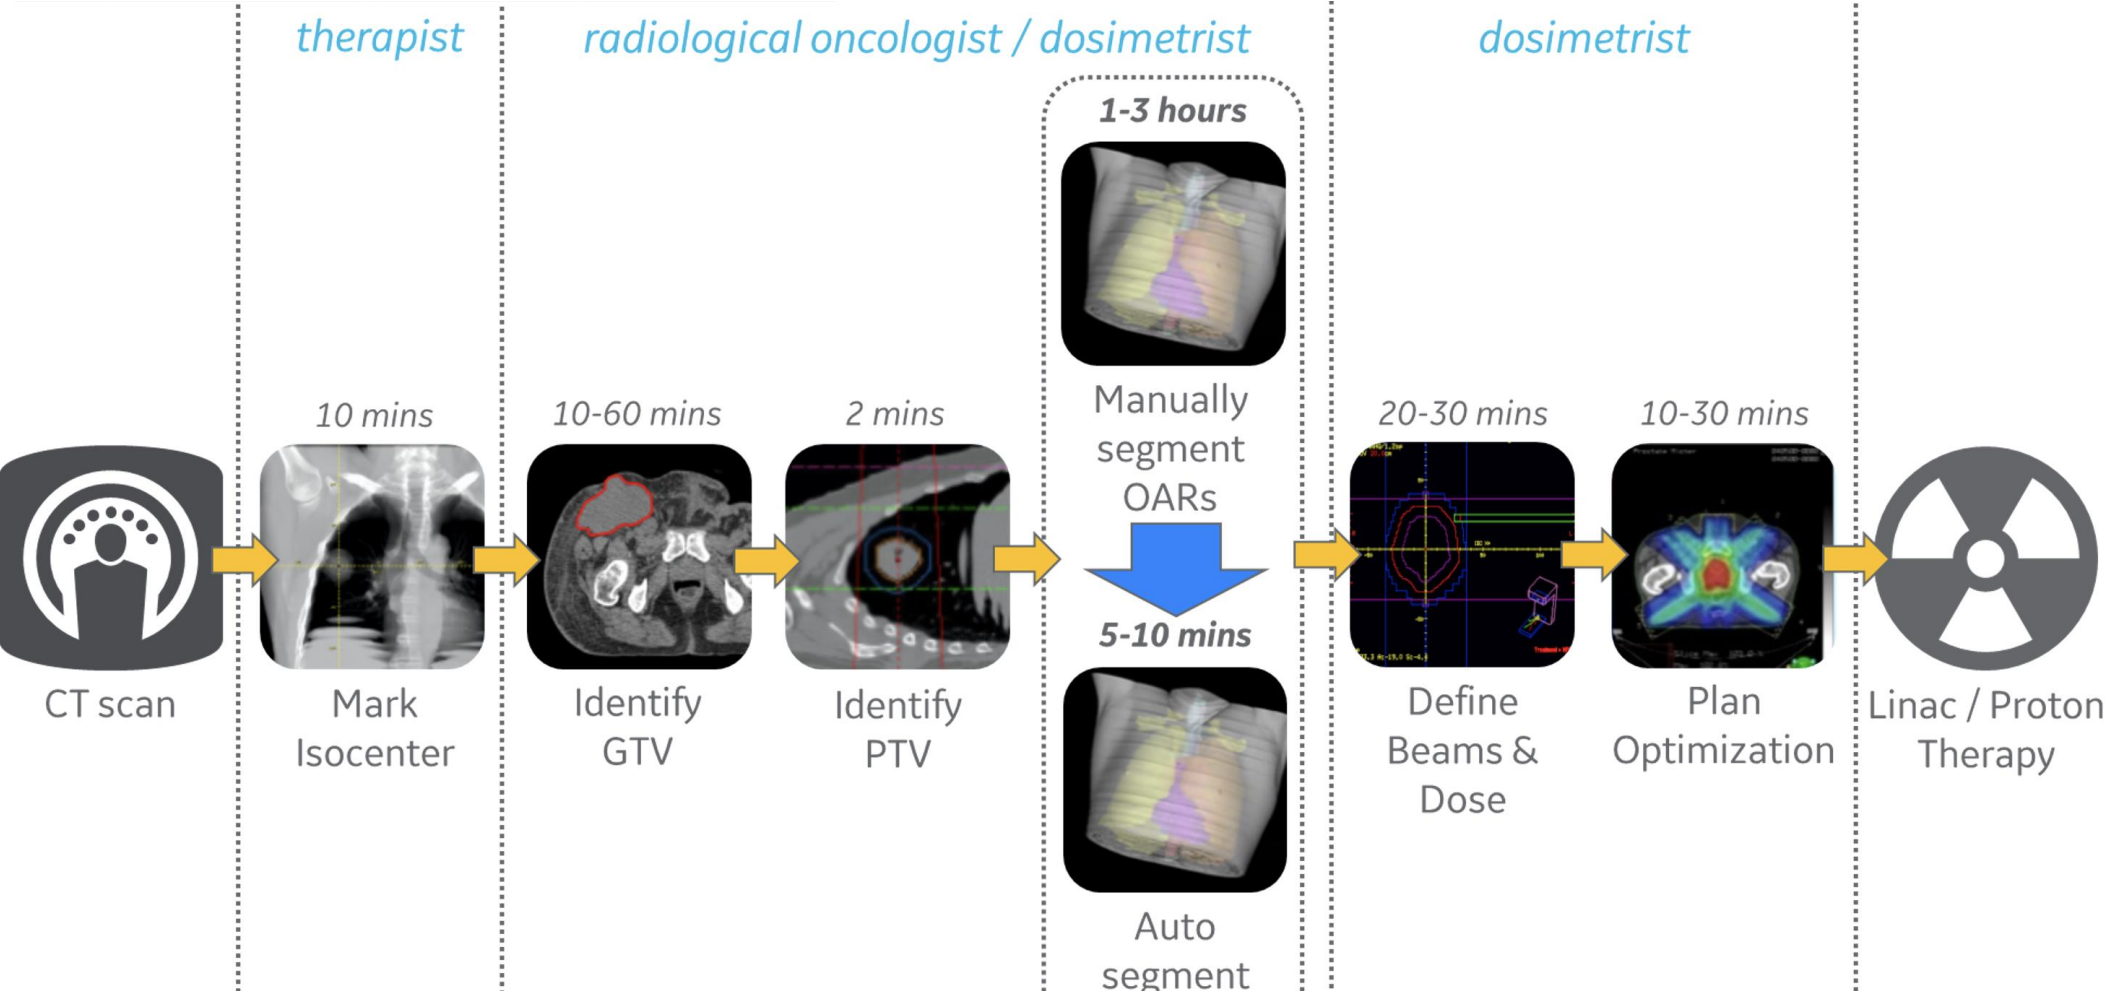 therapist
radiological oncologist / dosimetrist
dosimetrist
1-3 hours
Manually
segment
OARs
5-10 mins
Auto
segment
10 mins
10-60 mins
2 mins
20-30 mins
10-30 mins
CT scan
Mark
Isocenter
Identify
GTV
Identify
PTV
Define
Beams &
Dose
Plan
Optimization
Linac / Proton
Therapy